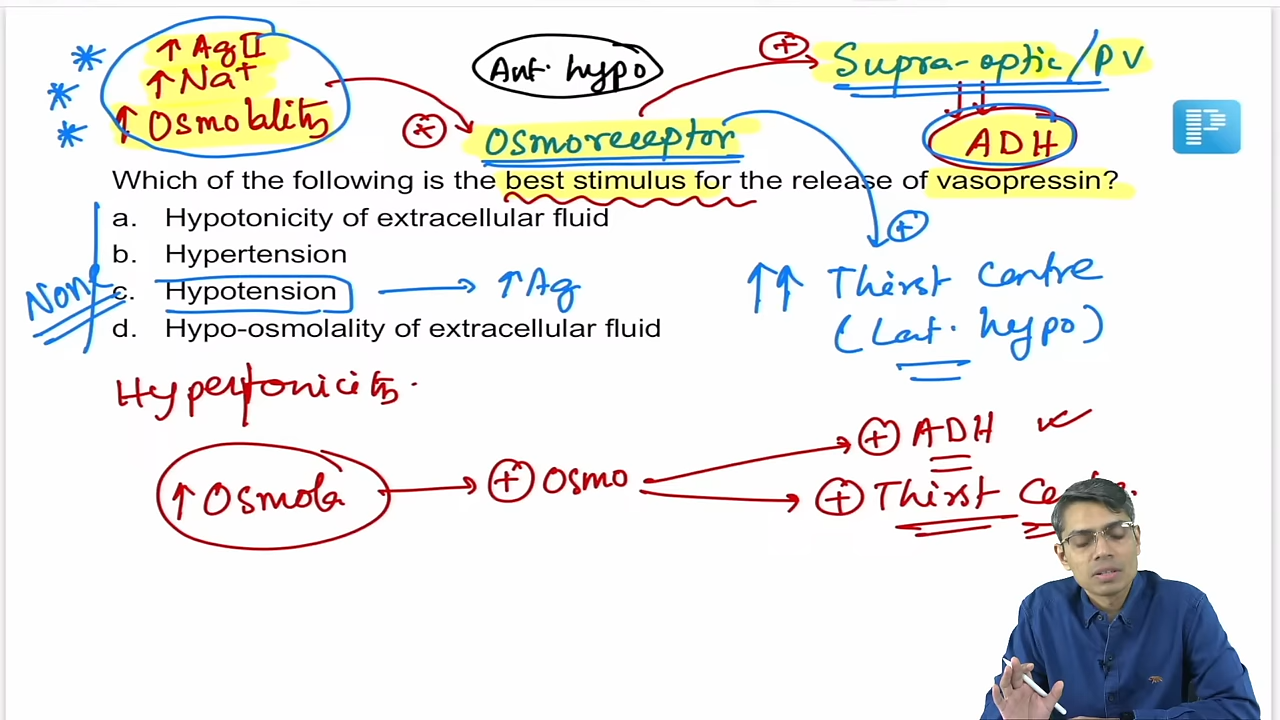 ↑ Ag II
↑ Na+
↑ Osmolality
Ant. hypo
+
Supra-optic/PV
+
Osmoreceptor
ADH
P
Which of the following is the best stimulus for the release of vasopressin?
a. Hypotonicity of extracellular fluid
b. Hypertension
c. Hypotension → ↑ Ag
d. Hypo-osmolality of extracellular fluid
None
+
↑↑ Thirst Centre
(Lat. hypo)
Hypertonicity.
↑ Osmola → + Osmo
+ ADH
+ Thirst